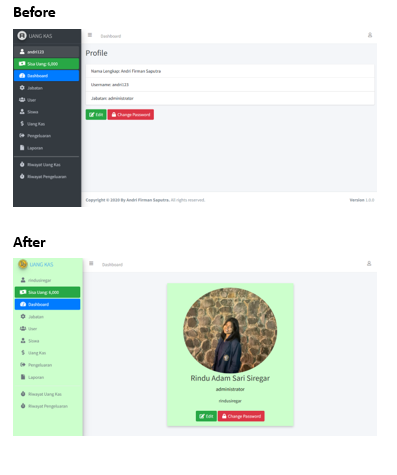 Before
UANG KAS
Dashboard
andri123
Sisa Uang: 6,000
Dashboard
Jabatan
User
Siswa
Uang Kas
Pengeluaran
Laporan
Riwayat Uang Kas
Riwayat Pengeluaran
Profile
Nama Lengkap: Andri Firman Saputra
Username: andri123
Jabatan: administrator
Edit Change Password
Copyright © 2020 By Andri Firman Saputra. All rights reserved.
Version 1.0.0
After
UANG KAS
Dashboard
rindusiregar
Sisa Uang: 6,000
Dashboard
Jabatan
User
Siswa
Uang Kas
Pengeluaran
Laporan
Riwayat Uang Kas
Riwayat Pengeluaran
Rindu Adam Sari Siregar
administrator
rindusiregar
Edit Change Password